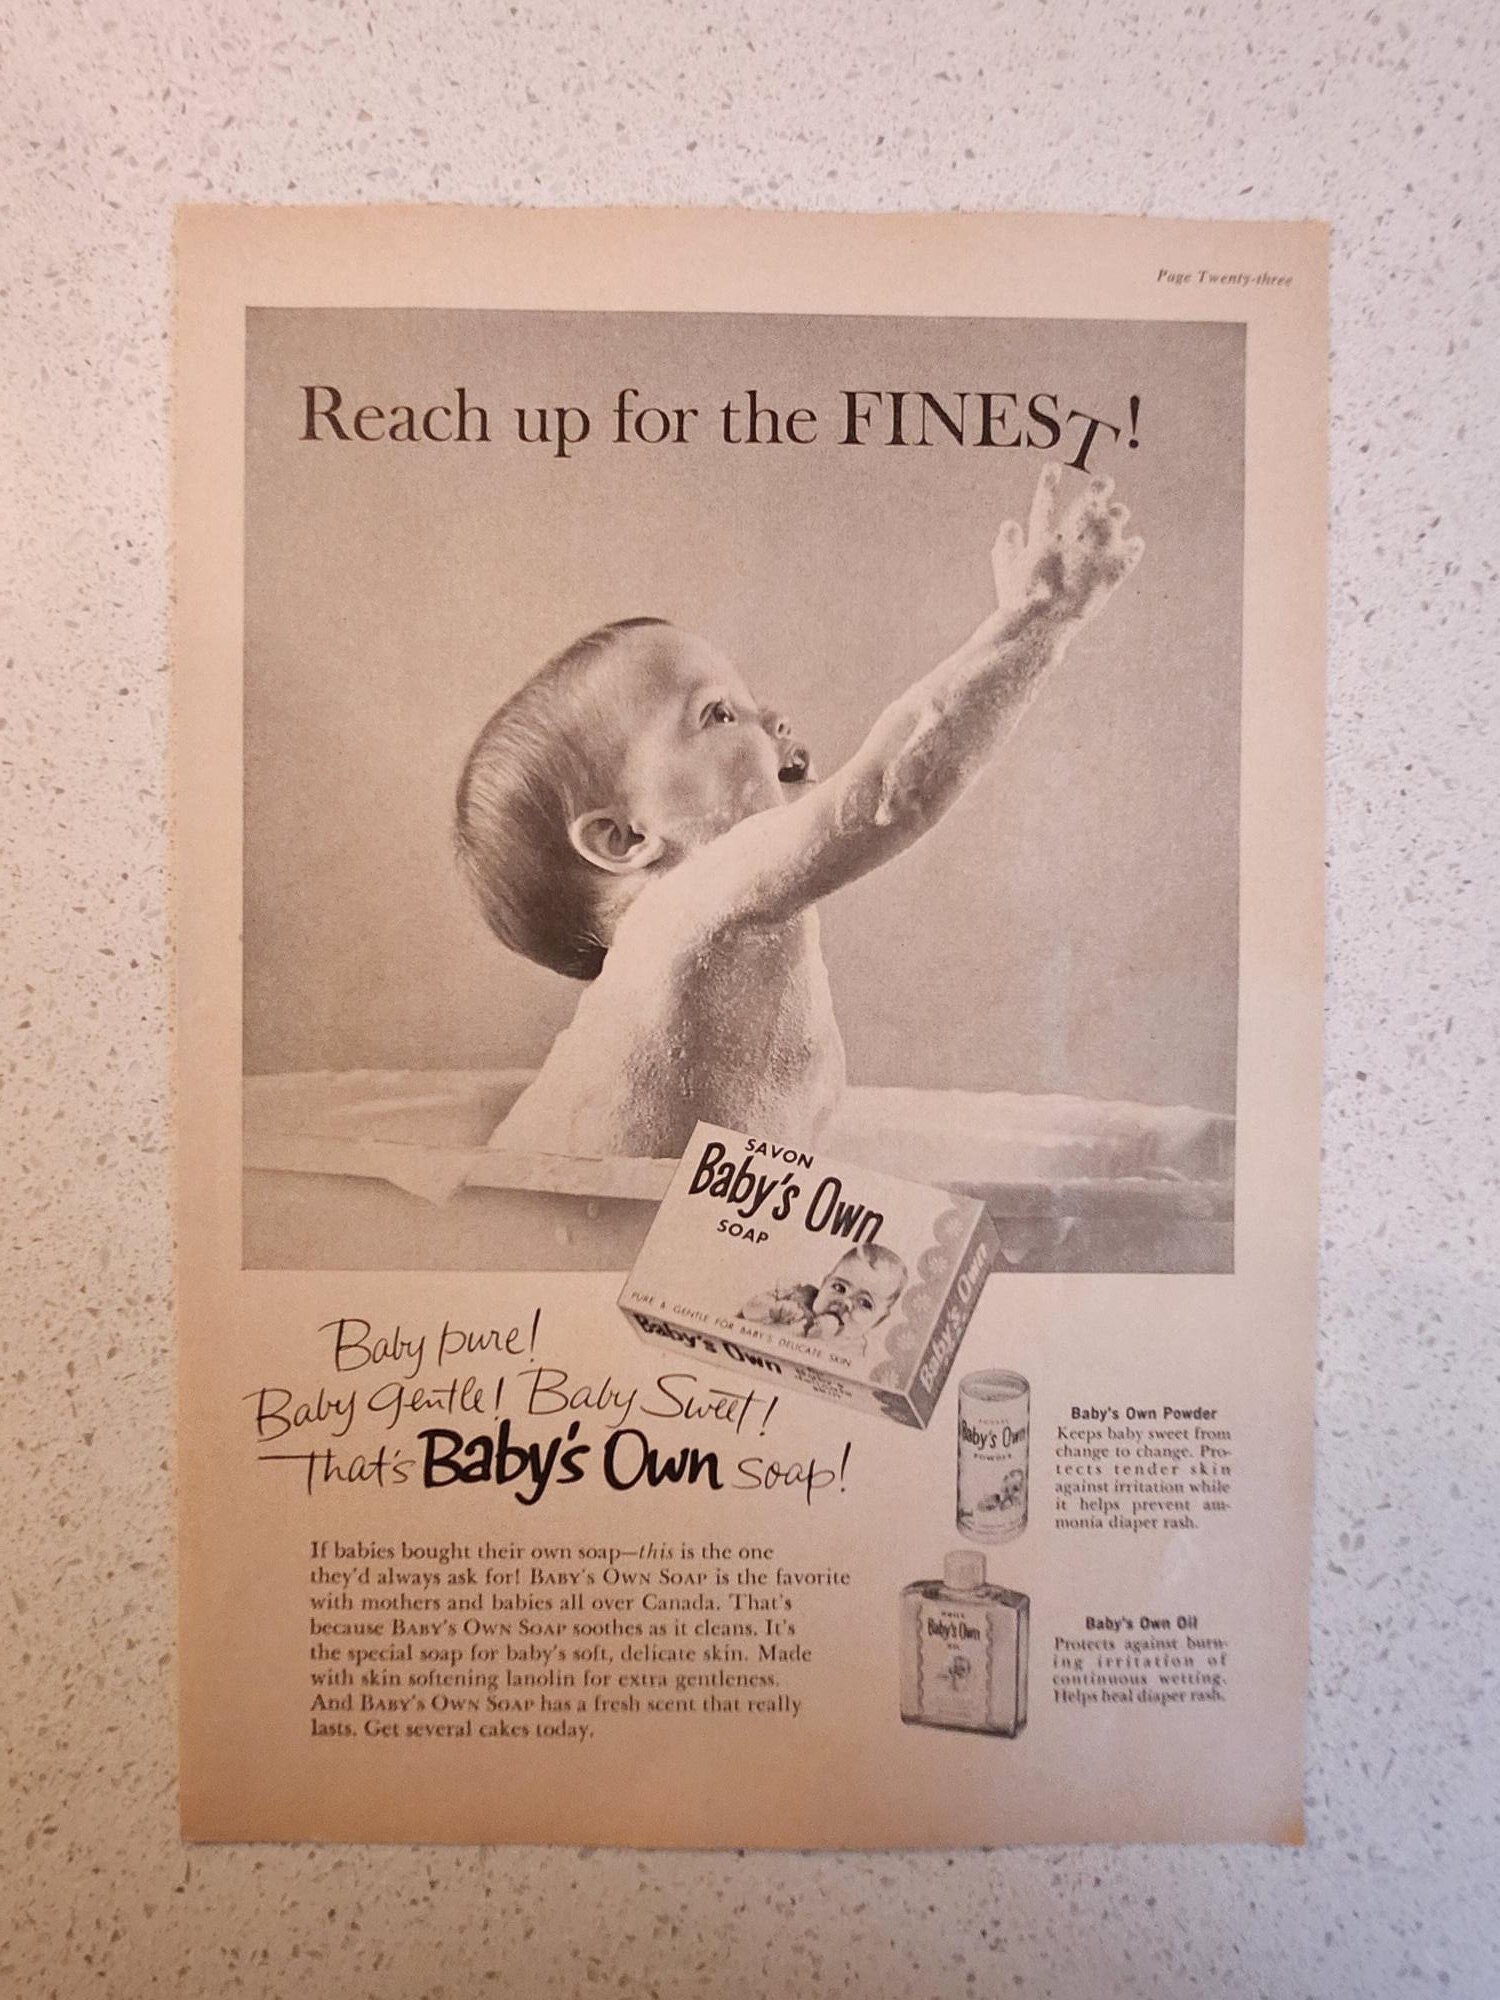 Page Twenty-three
Reach up for the FINEST!
SAVON
Baby's Own
SOAP
PURE & GENTLE FOR BABY'S DELICATE SKIN
Baby's Own
Baby's Own
Baby pure!
Baby Gentle! Baby Sweet!
That's Baby's Own soap!
If babies bought their own soap—this is the one
they'd always ask for! BABY'S OWN SOAP is the favorite
with mothers and babies all over Canada. That's
because BABY'S OWN SOAP soothes as it cleans. It's
the special soap for baby's soft, delicate skin. Made
with skin softening lanolin for extra gentleness.
And BABY'S OWN SOAP has a fresh scent that really
lasts. Get several cakes today.
Baby's Own
POWDER
Baby's Own Powder
Keeps baby sweet from
change to change. Pro-
tects tender skin
against irritation while
it helps prevent am-
monia diaper rash.
Baby's Own
OIL
Baby's Own Oil
Protects against burn-
ing irritation of
continuous wetting.
Helps heal diaper rash.